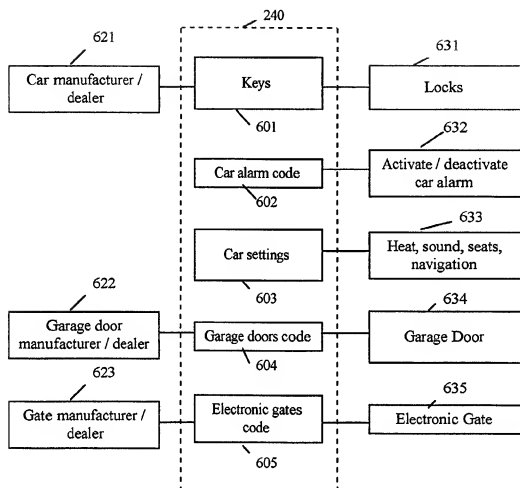 240
621
631
Car manufacturer /
dealer
Keys
Locks
601
632
Car alarm code
Activate / deactivate
car alarm
602
633
Car settings
Heat, sound, seats,
navigation
622
603
634
Garage door
manufacturer / dealer
Garage doors code
Garage Door
604
623
635
Gate manufacturer /
dealer
Electronic gates
code
Electronic Gate
605